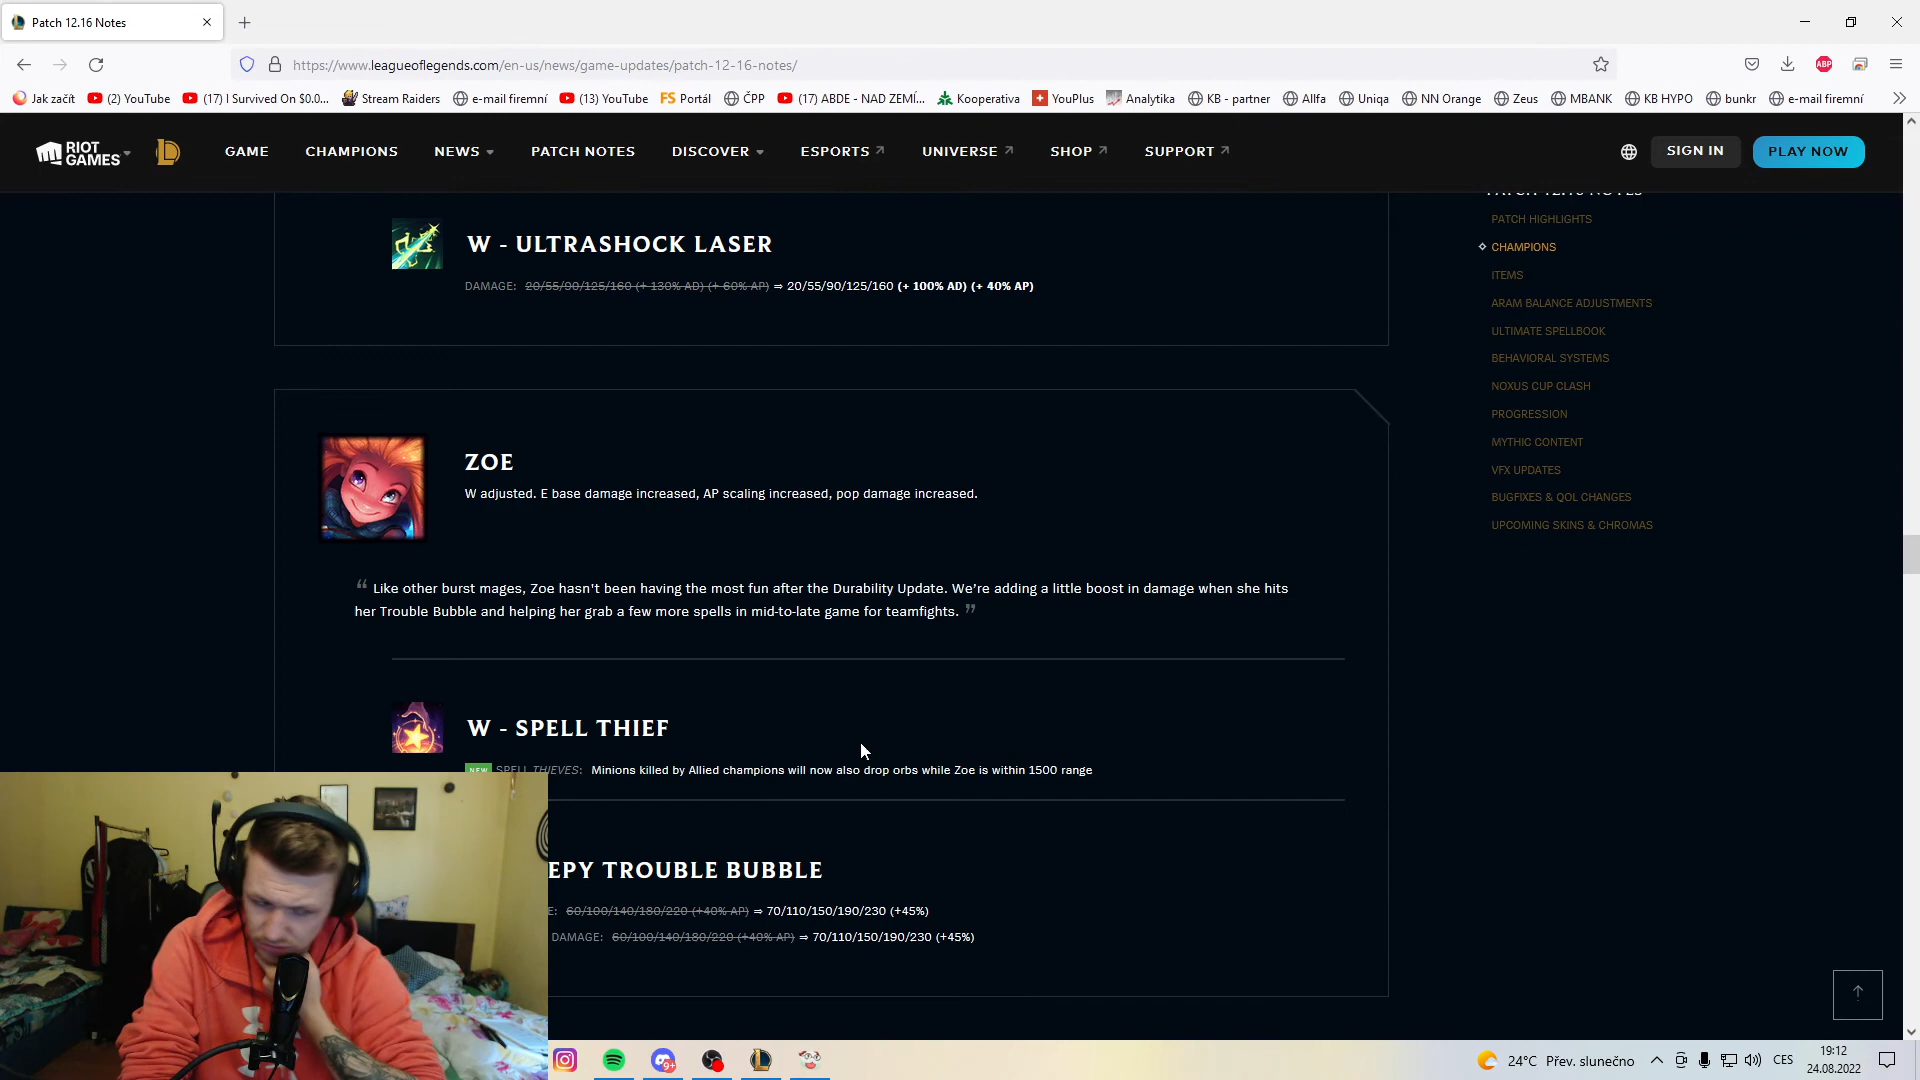 Patch 12.16 Notes
https://www.leagueoflegends.com/en-us/news/game-updates/patch-12-16-notes/
ABP
Jak začít (2) YouTube (17) I Survived On $0.0... Stream Raiders e-mail firemní (13) YouTube FS Portál ČPP (17) ABDE - NAD ZEMÍ,... Kooperativa YouPlus Analytika KB - partner Allfa Uniqa NN Orange Zeus MBANK KB HYPO bunkr e-mail firemní
RIOT GAMES GAME CHAMPIONS NEWS PATCH NOTES DISCOVER ESPORTS UNIVERSE SHOP SUPPORT SIGN IN PLAY NOW
PATCH 12.16 NOTES
PATCH HIGHLIGHTS
CHAMPIONS
ITEMS
ARAM BALANCE ADJUSTMENTS
ULTIMATE SPELLBOOK
BEHAVIORAL SYSTEMS
NOXUS CUP CLASH
PROGRESSION
MYTHIC CONTENT
VFX UPDATES
BUGFIXES & QOL CHANGES
UPCOMING SKINS & CHROMAS
W - ULTRASHOCK LASER
DAMAGE: 20/55/90/125/160 (+ 130% AD) (+ 60% AP) ⇒ 20/55/90/125/160 (+ 100% AD) (+ 40% AP)
ZOE
W adjusted. E base damage increased, AP scaling increased, pop damage increased.
“ Like other burst mages, Zoe hasn't been having the most fun after the Durability Update. We’re adding a little boost in damage when she hits
her Trouble Bubble and helping her grab a few more spells in mid-to-late game for teamfights. ”
W - SPELL THIEF
NEW SPELL THIEVES: Minions killed by Allied champions will now also drop orbs while Zoe is within 1500 range
EPY TROUBLE BUBBLE
E: 60/100/140/180/220 (+40% AP) ⇒ 70/110/150/190/230 (+45%)
DAMAGE: 60/100/140/180/220 (+40% AP) ⇒ 70/110/150/190/230 (+45%)
9+
24°C Přev. slunečno CES 19:12
24.08.2022